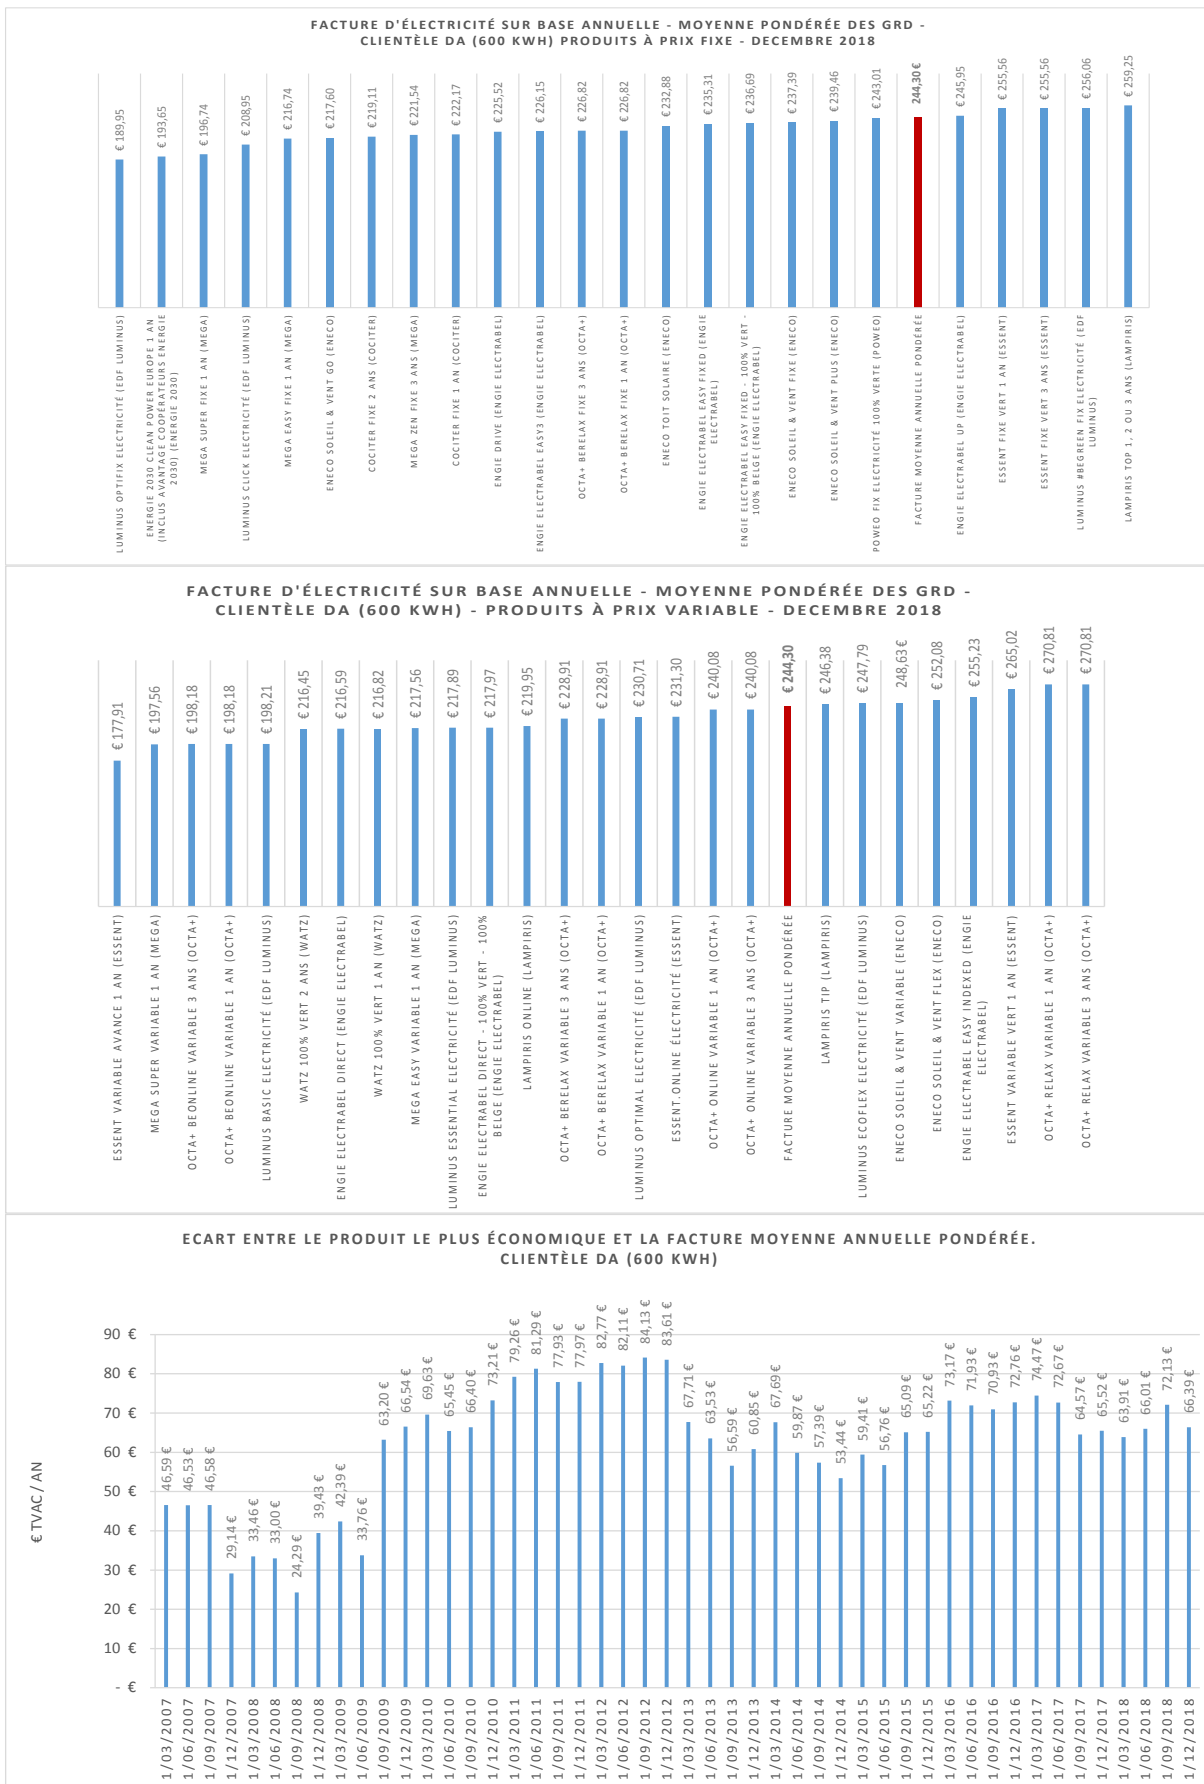 FACTURE D'ÉLECTRICITÉ SUR BASE ANNUELLE - MOYENNE PONDÉRÉE DES GRD -
CLIENTÈLE DA (600 KWH) PRODUITS À PRIX FIXE - DECEMBRE 2018
€ 189,95
€ 193,65
€ 196,74
€ 208,95
€ 216,74
€ 217,60
€ 219,11
€ 221,54
€ 222,17
€ 225,52
€ 226,15
€ 226,82
€ 226,82
€ 232,88
€ 235,31
€ 236,69
€ 237,39
€ 239,46
€ 243,01
244,30 €
€ 245,95
€ 255,56
€ 255,56
€ 256,06
€ 259,25
LUMINUS OPTIFIX ELECTRICITÉ (EDF LUMINUS)
ENERGIE 2030 CLEAN POWER EUROPE 1 AN
(INCLUS AVANTAGE COOPÉRATEURS ENERGIE
2030) (ENERGIE 2030)
MEGA SUPER FIXE 1 AN (MEGA)
LUMINUS CLICK ELECTRICITÉ (EDF LUMINUS)
MEGA EASY FIXE 1 AN (MEGA)
ENECO SOLEIL & VENT GO (ENECO)
COCITER FIXE 2 ANS (COCITER)
MEGA ZEN FIXE 3 ANS (MEGA)
COCITER FIXE 1 AN (COCITER)
ENGIE DRIVE (ENGIE ELECTRABEL)
ENGIE ELECTRABEL EASY3 (ENGIE ELECTRABEL)
OCTA+ BERELAX FIXE 3 ANS (OCTA+)
OCTA+ BERELAX FIXE 1 AN (OCTA+)
ENECO TOIT SOLAIRE (ENECO)
ENGIE ELECTRABEL EASY FIXED (ENGIE
ELECTRABEL)
ENGIE ELECTRABEL EASY FIXED - 100% VERT -
100% BELGE (ENGIE ELECTRABEL)
ENECO SOLEIL & VENT FIXE (ENECO)
ENECO SOLEIL & VENT PLUS (ENECO)
POWEO FIX ELECTRICITÉ 100% VERTE (POWEO)
FACTURE MOYENNE ANNUELLE PONDÉRÉE
ENGIE ELECTRABEL UP (ENGIE ELECTRABEL)
ESSENT FIXE VERT 1 AN (ESSENT)
ESSENT FIXE VERT 3 ANS (ESSENT)
LUMINUS #BEGREEN FIX ELECTRICITÉ (EDF
LUMINUS)
LAMPIRIS TOP 1, 2 OU 3 ANS (LAMPIRIS)
FACTURE D'ÉLECTRICITÉ SUR BASE ANNUELLE - MOYENNE PONDÉRÉE DES GRD -
CLIENTÈLE DA (600 KWH) - PRODUITS À PRIX VARIABLE - DECEMBRE 2018
€ 177,91
€ 197,56
€ 198,18
€ 198,18
€ 198,21
€ 216,45
€ 216,59
€ 216,82
€ 217,56
€ 217,89
€ 217,97
€ 219,95
€ 228,91
€ 228,91
€ 230,71
€ 231,30
€ 240,08
€ 240,08
€ 244,30
€ 246,38
€ 247,79
248,63 €
€ 252,08
€ 255,23
€ 265,02
€ 270,81
€ 270,81
ESSENT VARIABLE AVANCE 1 AN (ESSENT)
MEGA SUPER VARIABLE 1 AN (MEGA)
OCTA+ BEONLINE VARIABLE 3 ANS (OCTA+)
OCTA+ BEONLINE VARIABLE 1 AN (OCTA+)
LUMINUS BASIC ELECTRICITÉ (EDF LUMINUS)
WATZ 100% VERT 2 ANS (WATZ)
ENGIE ELECTRABEL DIRECT (ENGIE ELECTRABEL)
WATZ 100% VERT 1 AN (WATZ)
MEGA EASY VARIABLE 1 AN (MEGA)
LUMINUS ESSENTIAL ELECTRICITÉ (EDF LUMINUS)
ENGIE ELECTRABEL DIRECT - 100% VERT - 100%
BELGE (ENGIE ELECTRABEL)
LAMPIRIS ONLINE (LAMPIRIS)
OCTA+ BERELAX VARIABLE 3 ANS (OCTA+)
OCTA+ BERELAX VARIABLE 1 AN (OCTA+)
LUMINUS OPTIMAL ELECTRICITÉ (EDF LUMINUS)
ESSENT.ONLINE ÉLECTRICITÉ (ESSENT)
OCTA+ ONLINE VARIABLE 1 AN (OCTA+)
OCTA+ ONLINE VARIABLE 3 ANS (OCTA+)
FACTURE MOYENNE ANNUELLE PONDÉRÉE
LAMPIRIS TIP (LAMPIRIS)
LUMINUS ECOFLEX ELECTRICITÉ (EDF LUMINUS)
ENECO SOLEIL & VENT VARIABLE (ENECO)
ENECO SOLEIL & VENT FLEX (ENECO)
ENGIE ELECTRABEL EASY INDEXED (ENGIE
ELECTRABEL)
ESSENT VARIABLE VERT 1 AN (ESSENT)
OCTA+ RELAX VARIABLE 1 AN (OCTA+)
OCTA+ RELAX VARIABLE 3 ANS (OCTA+)
ECART ENTRE LE PRODUIT LE PLUS ÉCONOMIQUE ET LA FACTURE MOYENNE ANNUELLE PONDÉRÉE.
CLIENTÈLE DA (600 KWH)
€ TVAC / AN
90 €
80 €
70 €
60 €
50 €
40 €
30 €
20 €
10 €
- €
46,59 €
46,53 €
46,58 €
29,14 €
33,46 €
33,00 €
24,29 €
39,43 €
42,39 €
33,76 €
63,20 €
66,54 €
69,63 €
65,45 €
66,40 €
73,21 €
79,26 €
81,29 €
77,93 €
77,97 €
82,77 €
82,11 €
84,13 €
83,61 €
67,71 €
63,53 €
56,59 €
60,85 €
67,69 €
59,87 €
57,39 €
53,44 €
59,41 €
56,76 €
65,09 €
65,22 €
73,17 €
71,93 €
70,93 €
72,76 €
74,47 €
72,67 €
64,57 €
65,52 €
63,91 €
66,01 €
72,13 €
66,39 €
1/03/2007
1/06/2007
1/09/2007
1/12/2007
1/03/2008
1/06/2008
1/09/2008
1/12/2008
1/03/2009
1/06/2009
1/09/2009
1/12/2009
1/03/2010
1/06/2010
1/09/2010
1/12/2010
1/03/2011
1/06/2011
1/09/2011
1/12/2011
1/03/2012
1/06/2012
1/09/2012
1/12/2012
1/03/2013
1/06/2013
1/09/2013
1/12/2013
1/03/2014
1/06/2014
1/09/2014
1/12/2014
1/03/2015
1/06/2015
1/09/2015
1/12/2015
1/03/2016
1/06/2016
1/09/2016
1/12/2016
1/03/2017
1/06/2017
1/09/2017
1/12/2017
1/03/2018
1/06/2018
1/09/2018
1/12/2018